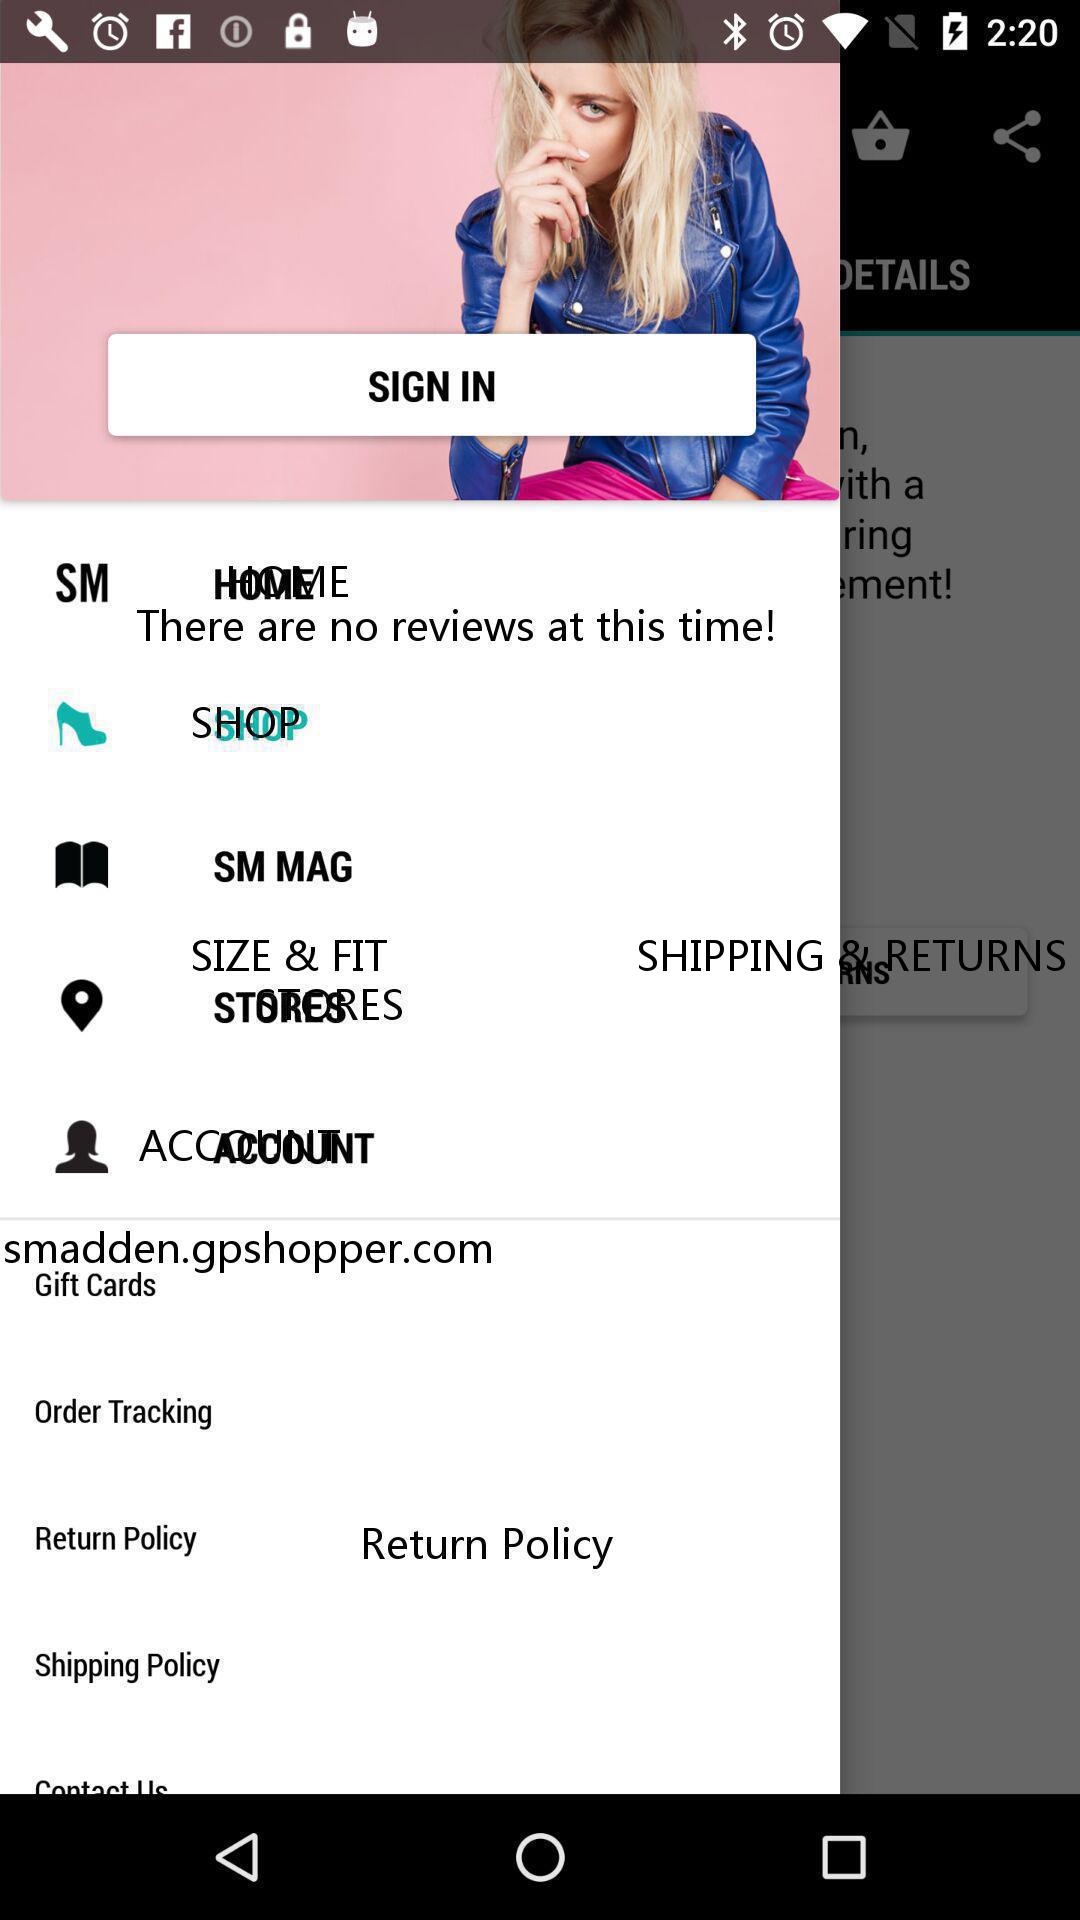 2:20
DETAILS
SIGN IN
n,
ith a
ring
ement!
SM HOME HOME
There are no reviews at this time!
SHOP SHOP
SM MAG
SIZE & FIT SHIPPING & RETURNS
RNS
STORES STORES
ACCOUNT ACCOUNT
smadden.gpshopper.com
Gift Cards
Order Tracking
Return Policy Return Policy
Shipping Policy
Contact Us